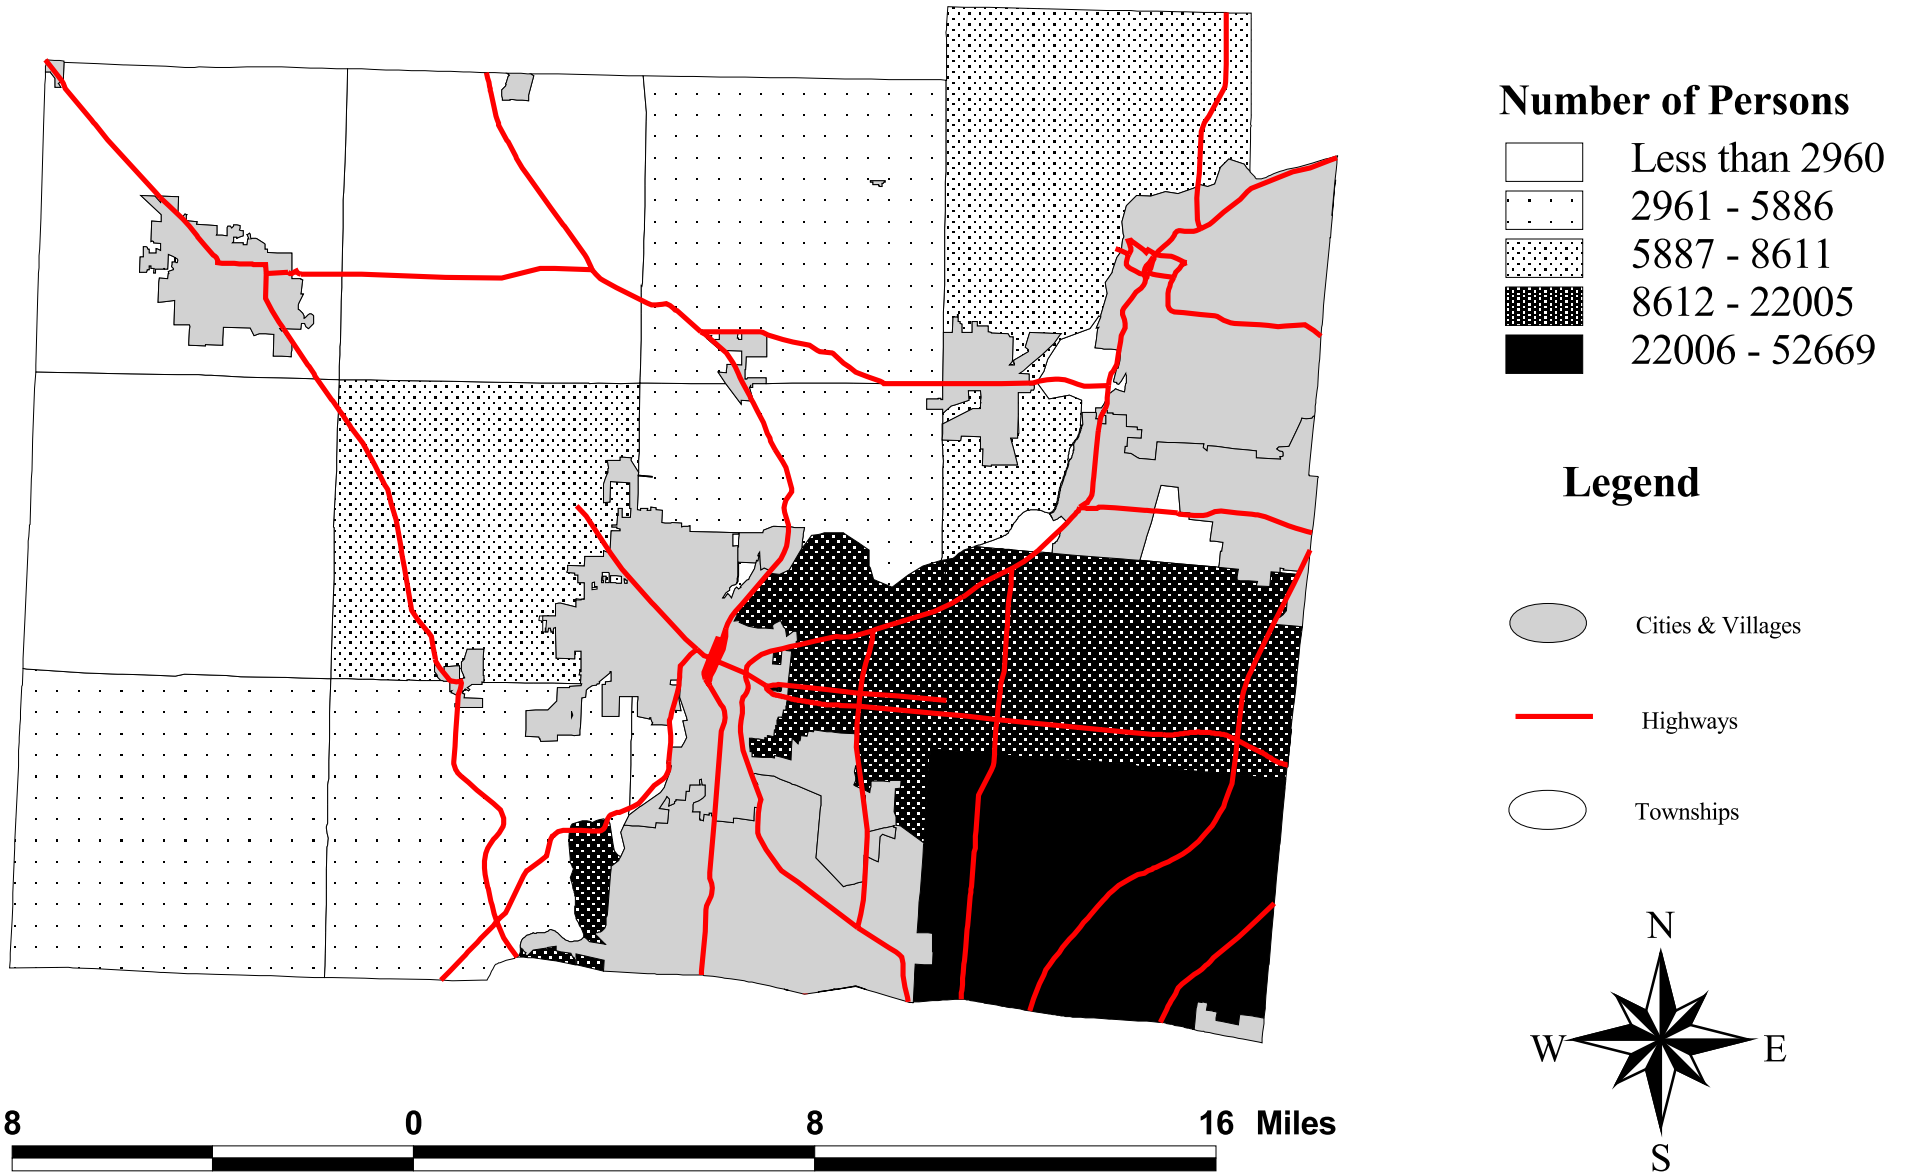 Number of Persons
Less than 2960
2961 - 5886
5887 - 8611
8612 - 22005
22006 - 52669
Legend
Cities & Villages
Highways
Townships
N
W E
S
8 0 8 16 Miles